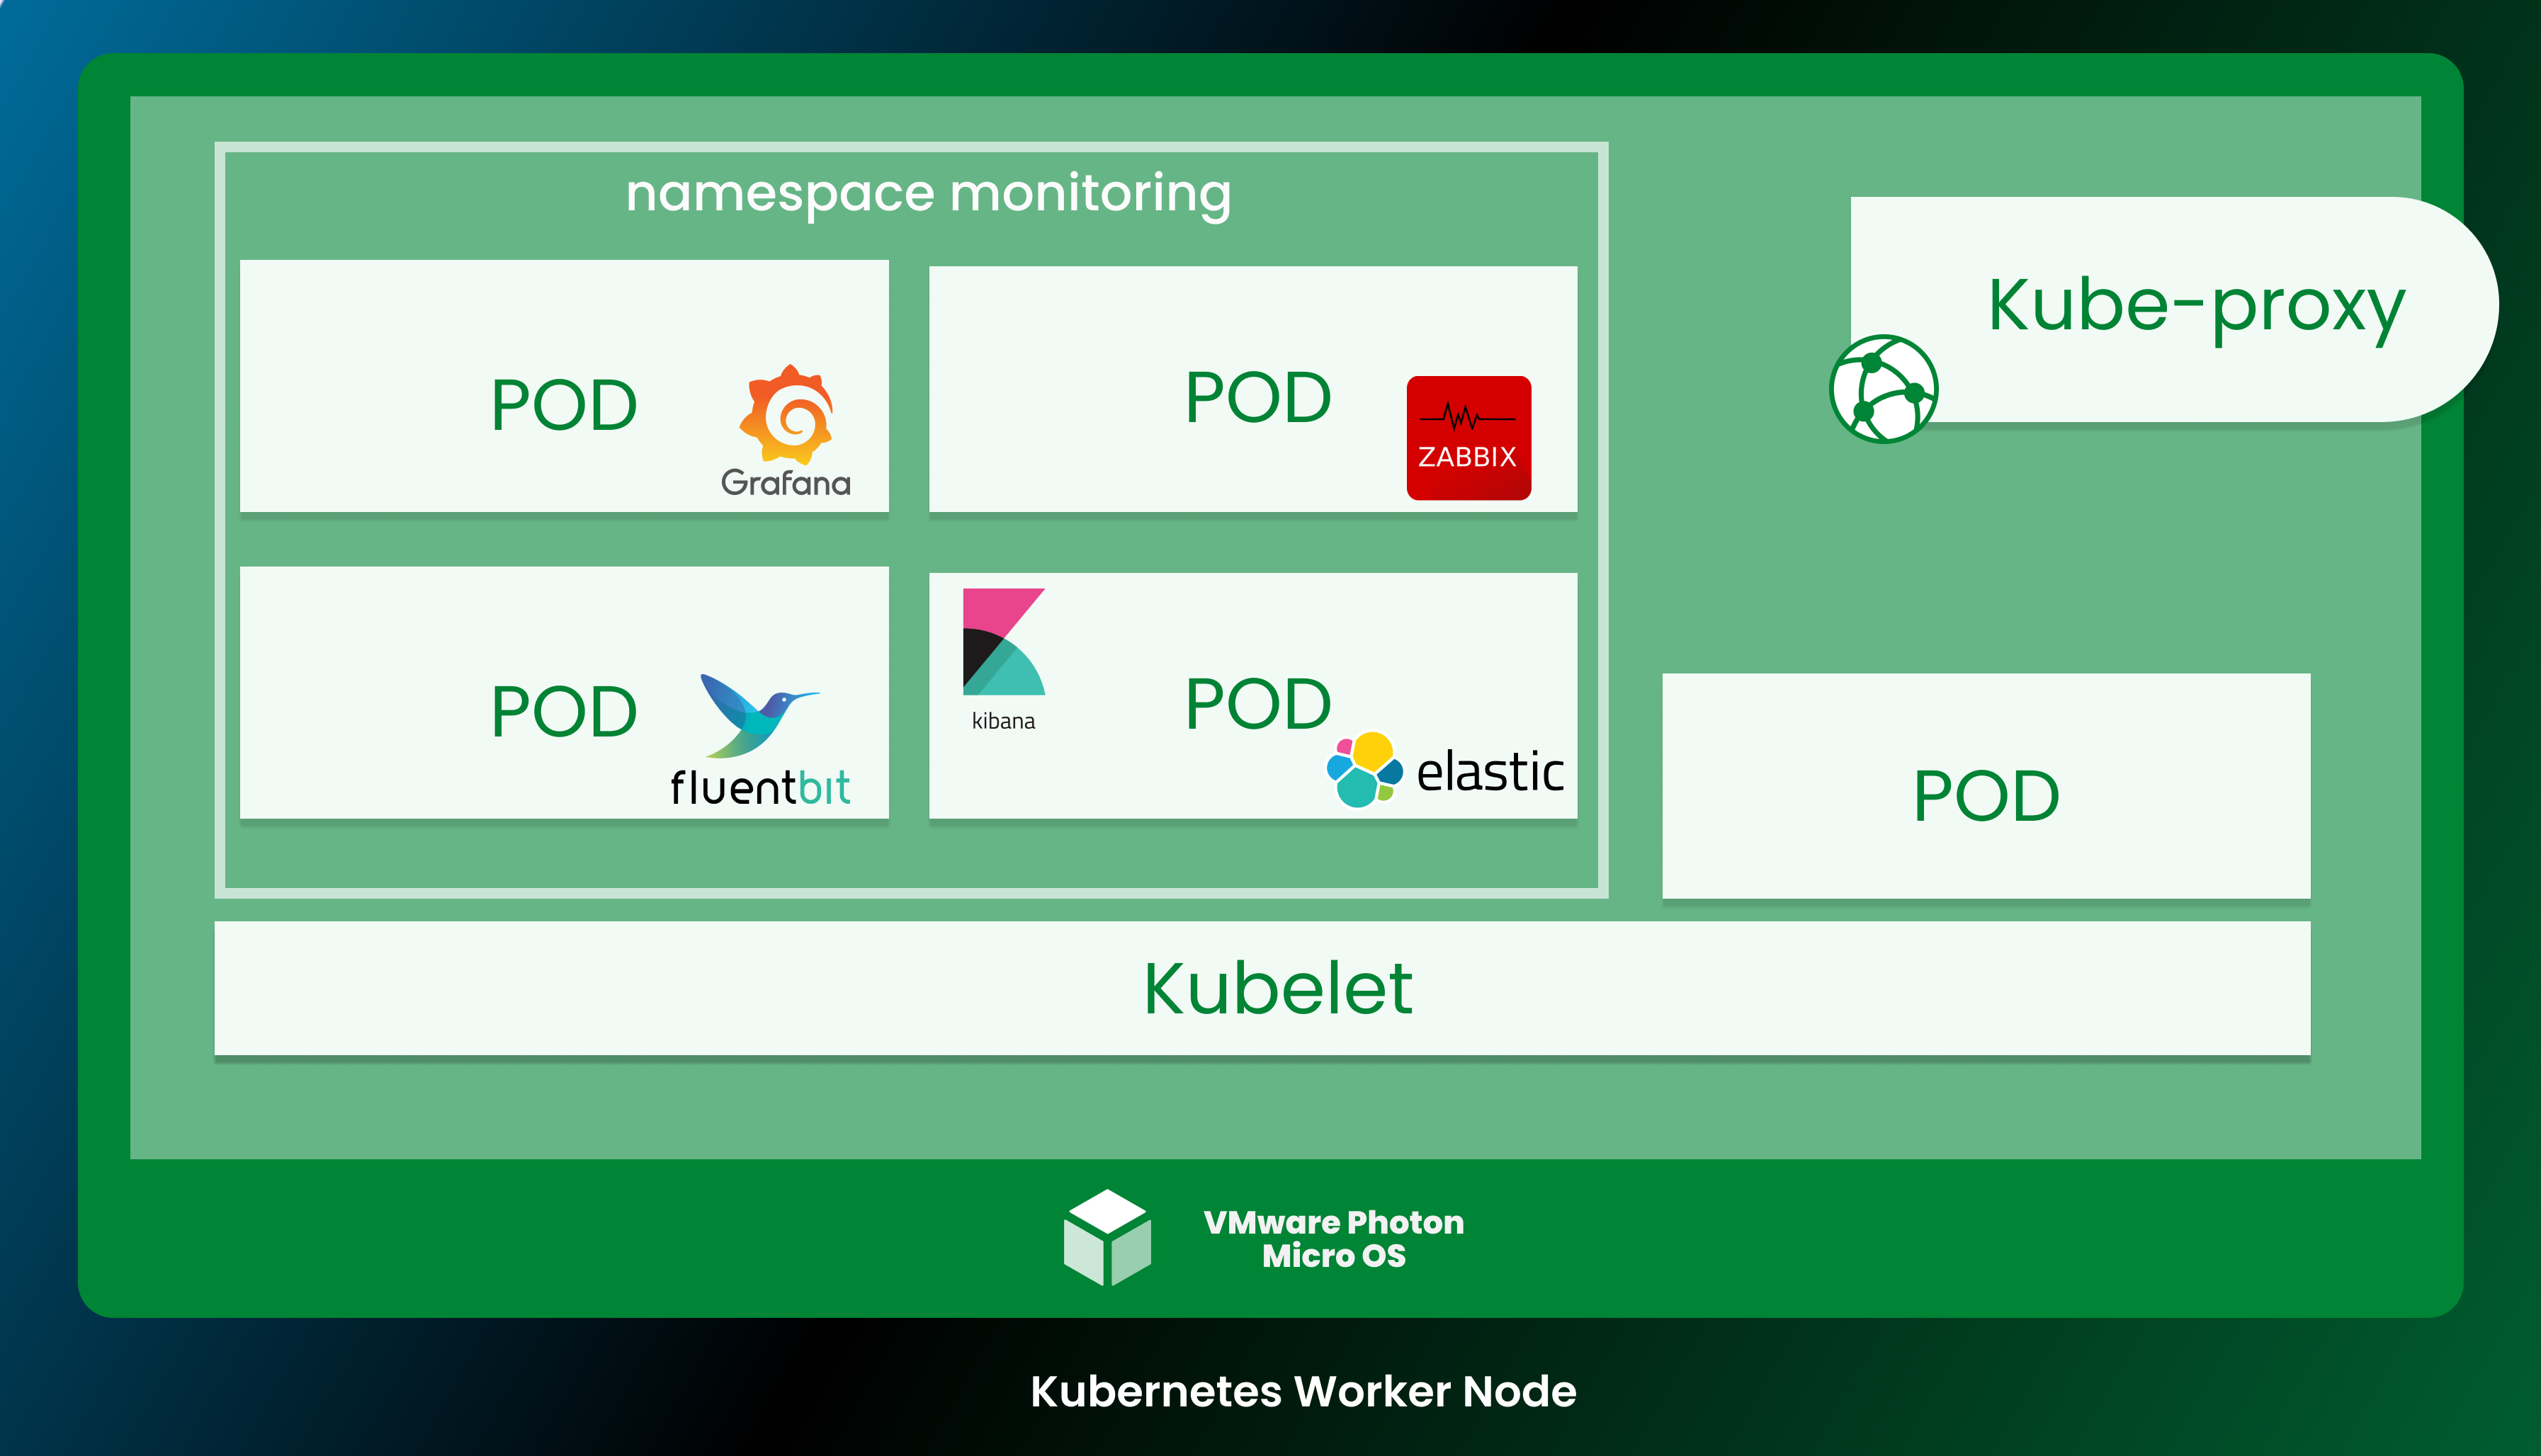 namespace monitoring
POD
Grafana
POD
ZABBIX
Kube-proxy
POD
fluentbit
kibana
POD
elastic
POD
Kubelet
VMware Photon
Micro OS
Kubernetes Worker Node